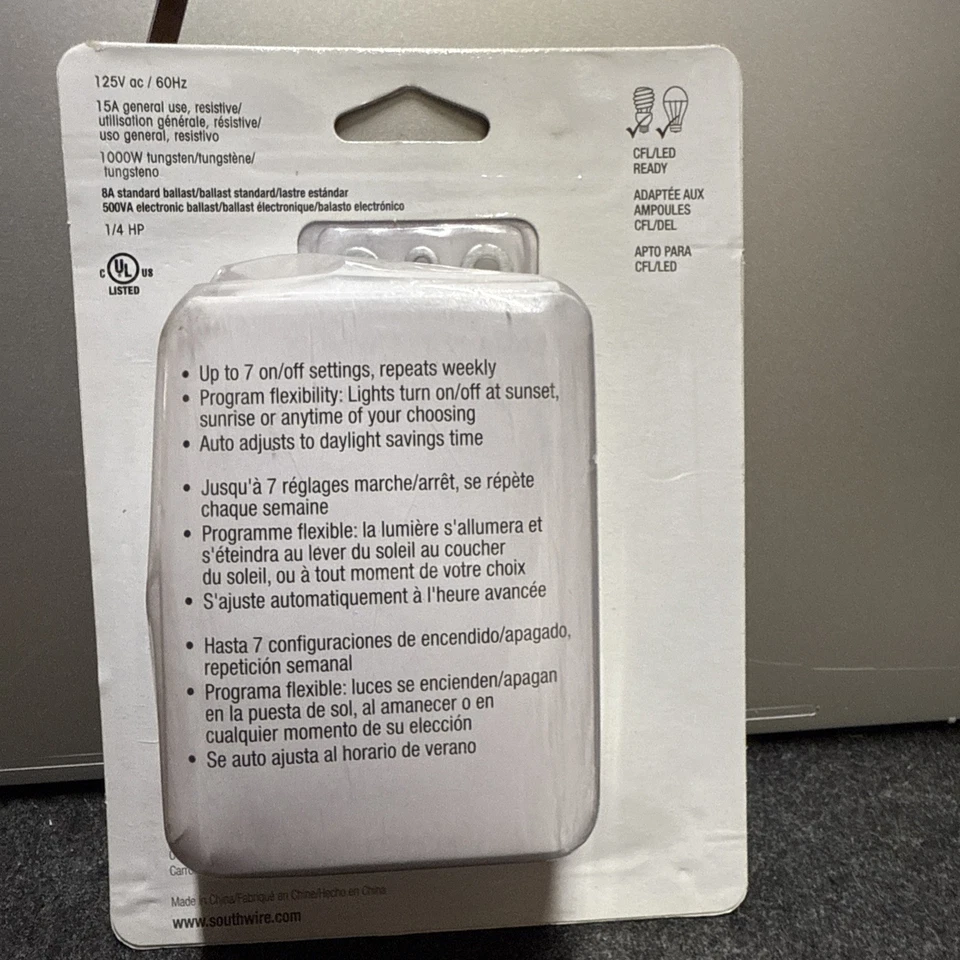 125V ac / 60Hz
15A general use, resistive/
utilisation générale, résistive/
uso general, resistivo
1000W tungsten/tungstène/
tungsteno
8A standard ballast/ballast standard/lastre estándar
500VA electronic ballast/ballast électronique/balasto electrónico
1/4 HP
C UL US
LISTED
CFL/LED
READY
ADAPTÉE AUX
AMPOULES
CFL/DEL
APTO PARA
CFL/LED
• Up to 7 on/off settings, repeats weekly
• Program flexibility: Lights turn on/off at sunset,
sunrise or anytime of your choosing
• Auto adjusts to daylight savings time
• Jusqu'à 7 réglages marche/arrêt, se répète
chaque semaine
• Programme flexible: la lumière s'allumera et
s'éteindra au lever du soleil au coucher
du soleil, ou à tout moment de votre choix
• S'ajuste automatiquement à l'heure avancée
• Hasta 7 configuraciones de encendido/apagado,
repetición semanal
• Programa flexible: luces se encienden/apagan
en la puesta de sol, al amanecer o en
cualquier momento de su elección
• Se auto ajusta al horario de verano
Made in China/Fabriqué en Chine/Hecho en China
www.southwire.com